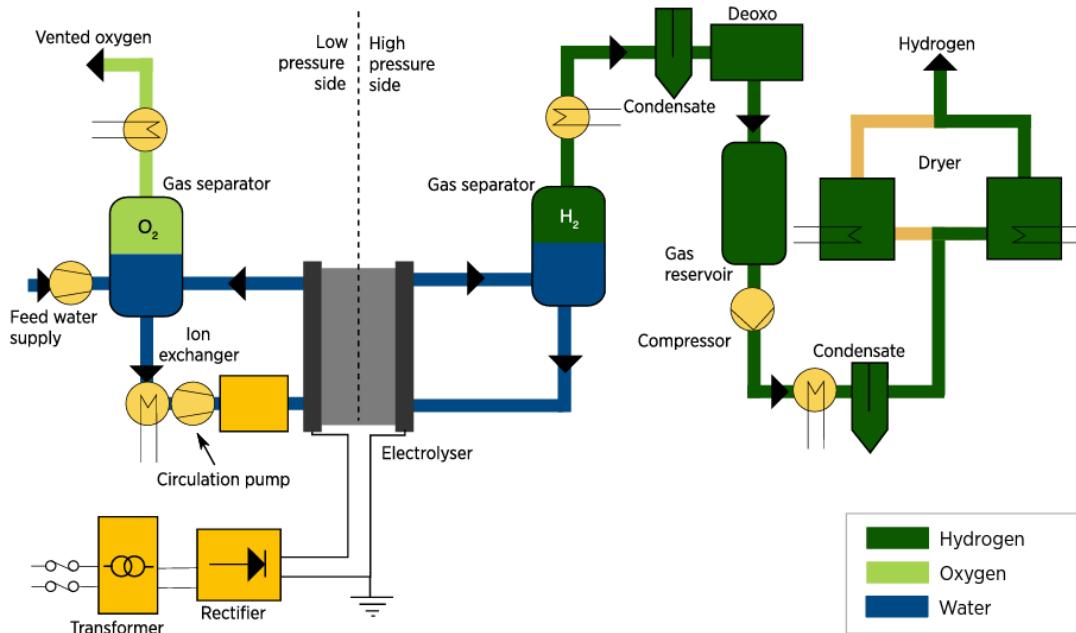 Deoxo
Vented oxygen
Low
pressure
side
High
pressure
side
Hydrogen
Condensate
Gas separator
Gas separator
Dryer
O₂
H₂
Gas
reservoir
Feed water
supply
Ion
exchanger
Compressor
Condensate
Electrolyser
Circulation pump
Transformer
Rectifier
Hydrogen
Oxygen
Water